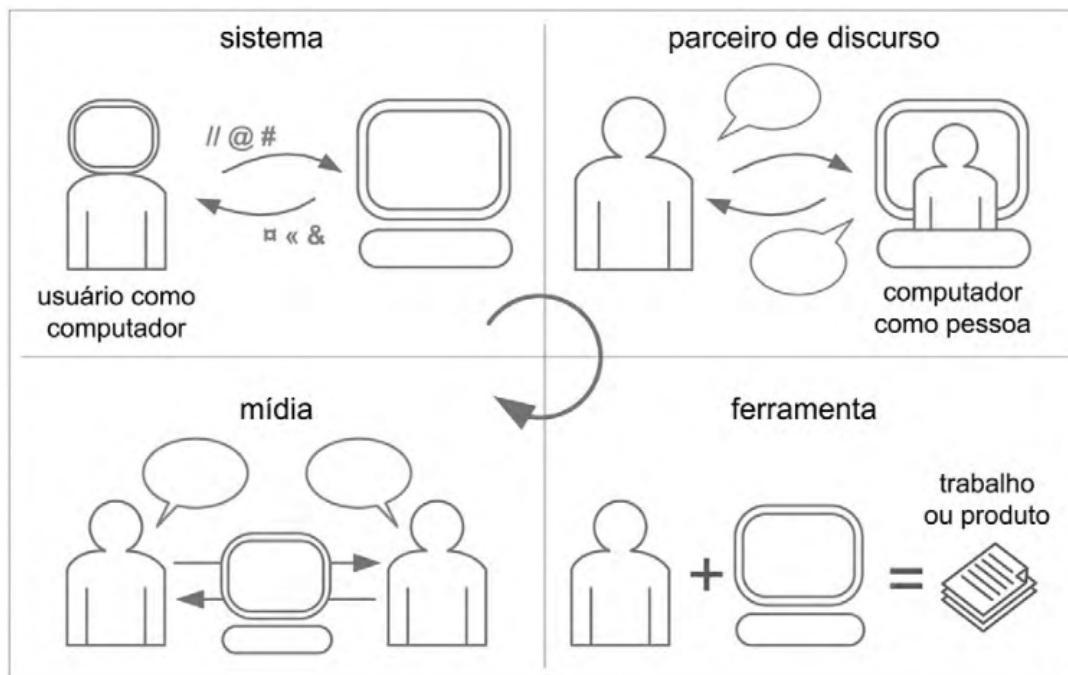 sistema
// @ #
¤ « &
usuário como
computador
parceiro de discurso
computador
como pessoa
mídia
ferramenta
trabalho
ou produto
+
=